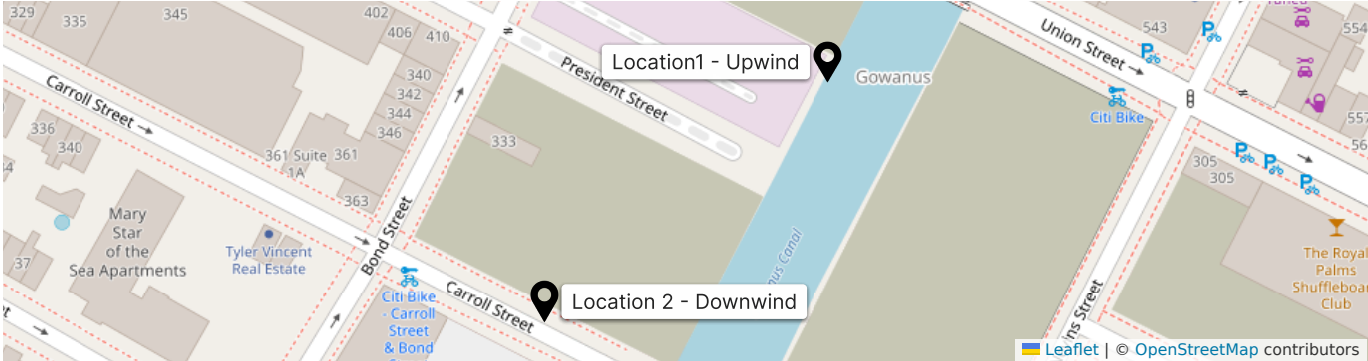 329
335
345
402
406
410
340
342
344
346
Carroll Street
336
340
361 Suite
1A
361
363
Mary
Star
of the
Sea Apartments
37
Tyler Vincent
Real Estate
Bond Street
Citi Bike
- Carroll
Street
& Bond
Carroll Street
President Street
333
Location1 - Upwind
Gowanus
Location 2 - Downwind
Union Street
543
Citi Bike
554
557
305
305
The Royal
Palms
Shuffleboa
Club
Leaflet | © OpenStreetMap contributors